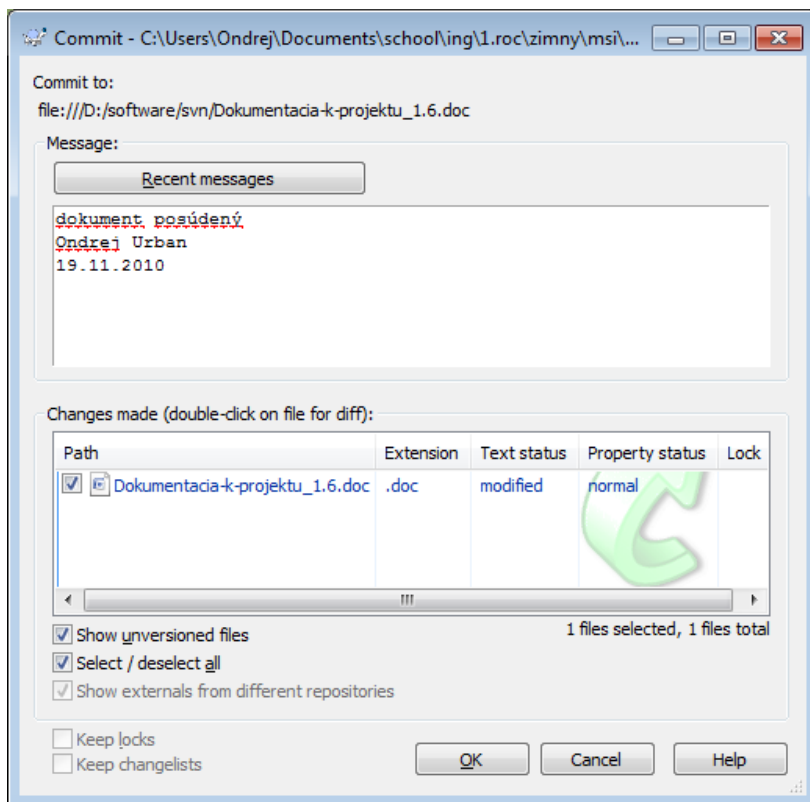 Commit - C:\Users\Ondrej\Documents\school\ing\1.roc\zimny\msi\...
Commit to:
file:///D:/software/svn/Dokumentacia-k-projektu_1.6.doc
Message:
Recent messages
dokument posúdený
Ondrej Urban
19.11.2010
Changes made (double-click on file for diff):
Path Extension Text status Property status Lock
Dokumentacia-k-projektu_1.6.doc .doc modified normal
1 files selected, 1 files total
Show unversioned files
Select / deselect all
Show externals from different repositories
Keep locks
Keep changelists
OK Cancel Help